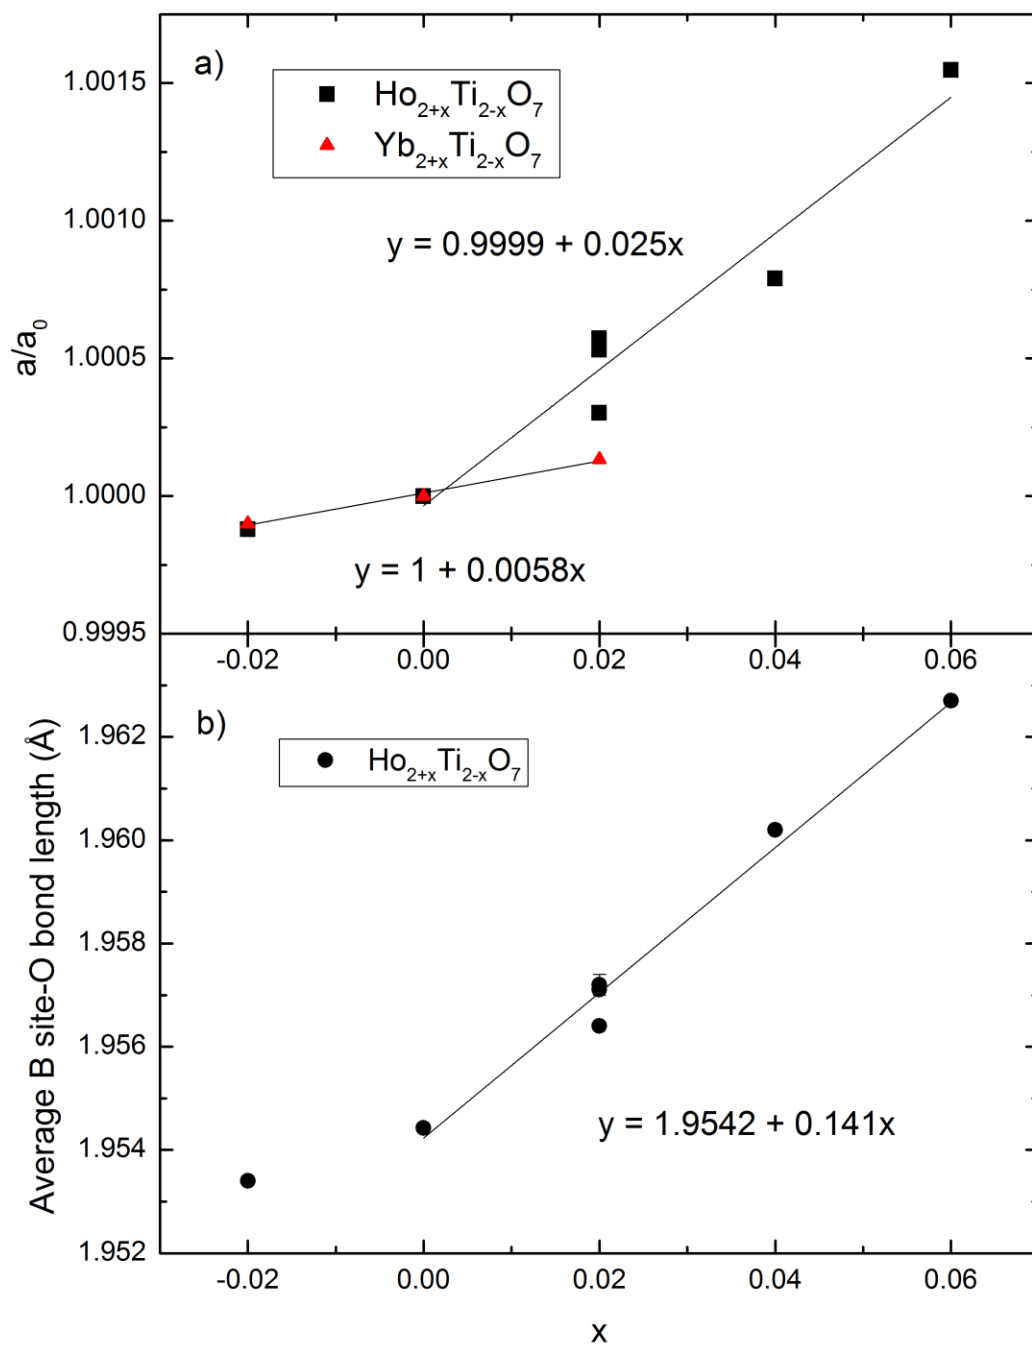 a)
Ho2+xTi2-xO7
Yb2+xTi2-xO7
y = 0.9999 + 0.025x
y = 1 + 0.0058x
a/a0
1.0015
1.0010
1.0005
1.0000
0.9995
-0.02 0.00 0.02 0.04 0.06
b)
Ho2+xTi2-xO7
y = 1.9542 + 0.141x
Average B site-O bond length (Å)
1.962
1.960
1.958
1.956
1.954
1.952
-0.02 0.00 0.02 0.04 0.06
x